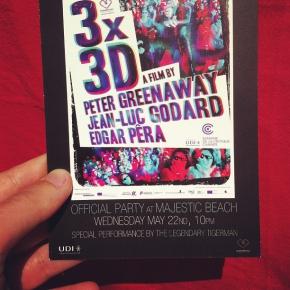 3x
3D
A FILM BY
PETER GREENAWAY
JEAN-LUC GODARD
EDGAR PÊRA
UDI
OFFICIAL PARTY AT MAJESTIC BEACH
WEDNESDAY MAY 22ND, 10PM
SPECIAL PERFORMANCE BY THE LEGENDARY TIGERMAN
UDI